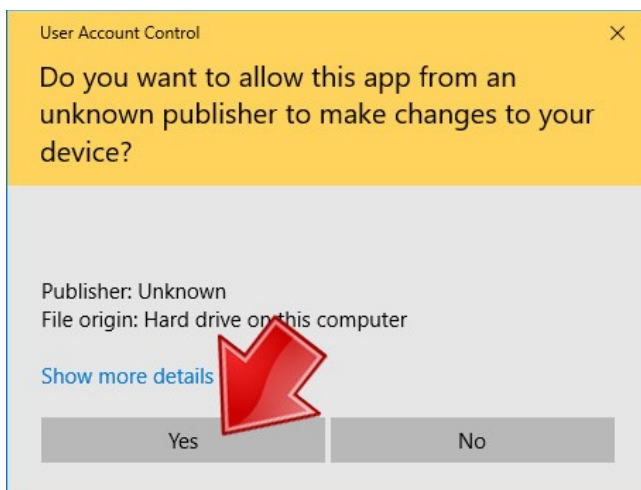 User Account Control
Do you want to allow this app from an
unknown publisher to make changes to your
device?
Publisher: Unknown
File origin: Hard drive on this computer
Show more details
Yes
No